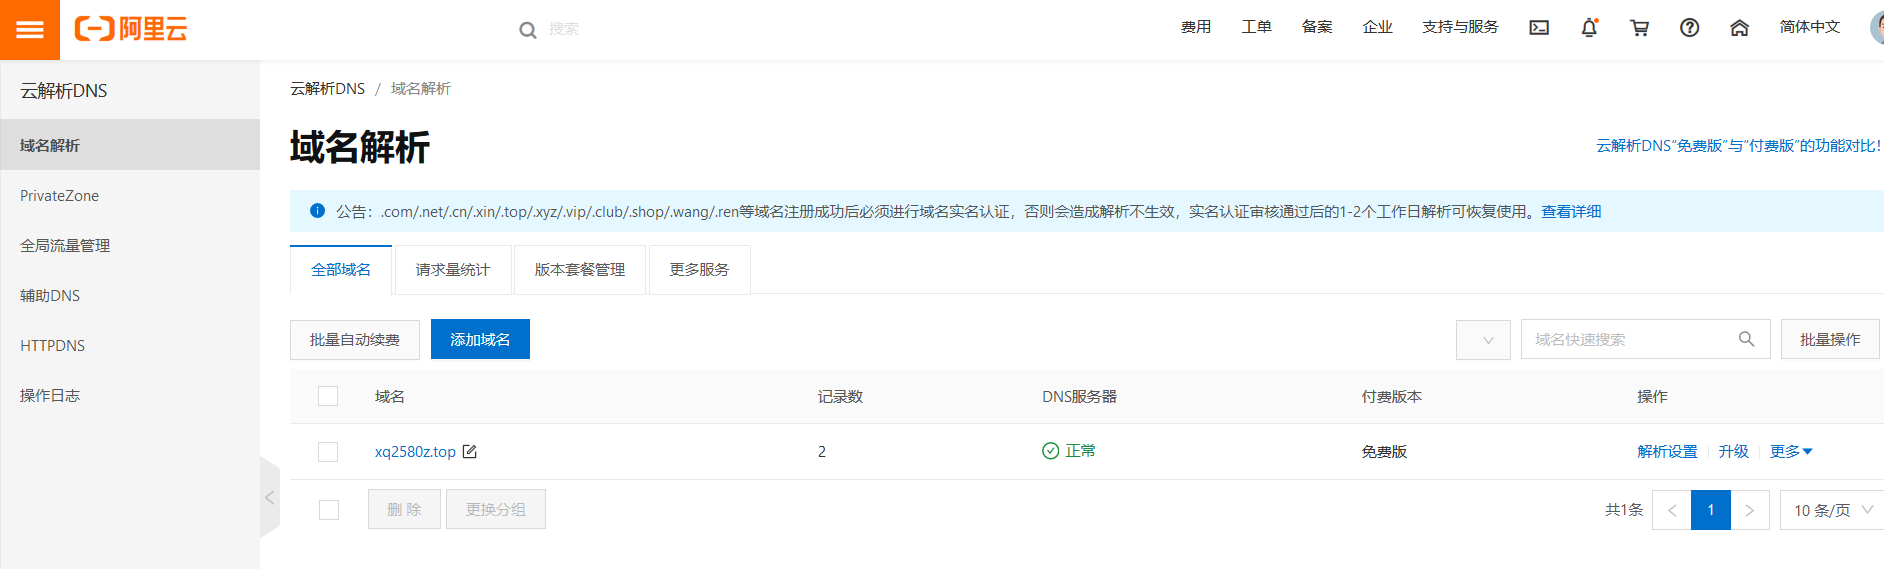 阿里云
搜索
费用
工单
备案
企业
支持与服务
简体中文
云解析DNS
域名解析
PrivateZone
全局流量管理
辅助DNS
HTTPDNS
操作日志
云解析DNS / 域名解析
域名解析
云解析DNS“免费版”与“付费版”的功能对比!
公告：.com/.net/.cn/.xin/.top/.xyz/.vip/.club/.shop/.wang/.ren等域名注册成功后必须进行域名实名认证，否则会造成解析不生效，实名认证审核通过后的1-2个工作日解析可恢复使用。查看详细
全部域名
请求量统计
版本套餐管理
更多服务
批量自动续费
添加域名
域名快速搜索
批量操作
域名 记录数 DNS服务器 付费版本 操作
xq2580z.top 2 正常 免费版 解析设置 升级 更多
删 除
更换分组
共1条
1
10 条/页